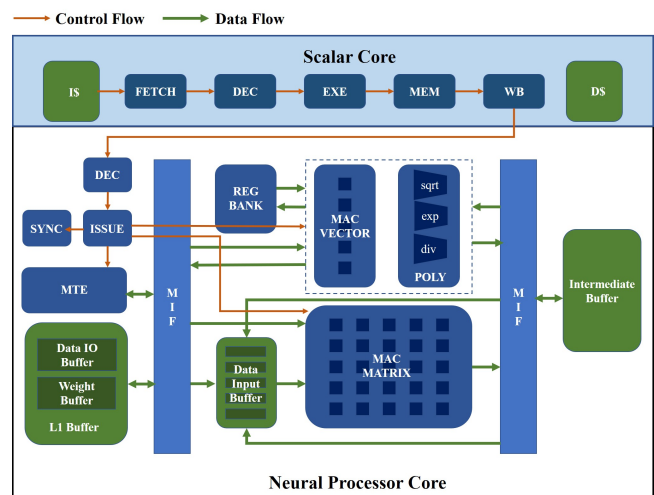 Control Flow
Data Flow
Scalar Core
I$
FETCH
DEC
EXE
MEM
WB
D$
DEC
SYNC
ISSUE
MTE
Data IO
Buffer
Weight
Buffer
L1 Buffer
M
I
F
REG
BANK
MAC
VECTOR
sqrt
exp
div
POLY
Data
Input
Buffer
MAC
MATRIX
M
I
F
Intermediate
Buffer
Neural Processor Core